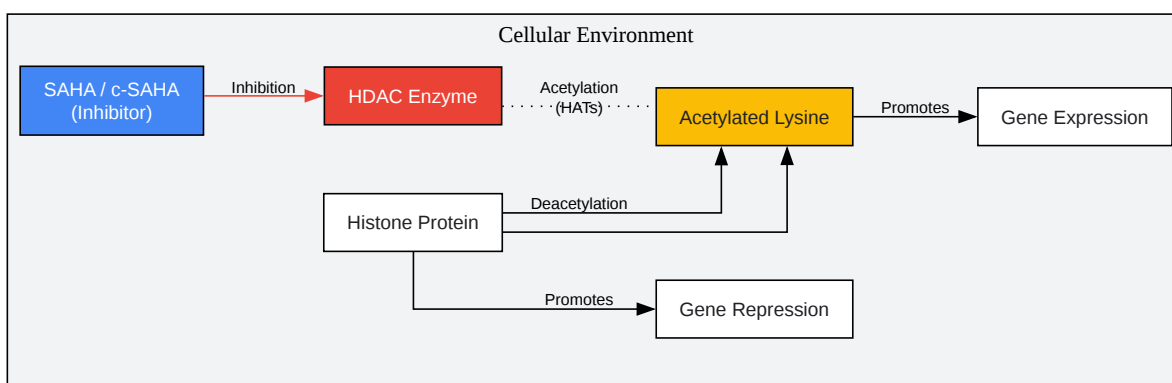 Cellular Environment
SAHA / c-SAHA
(Inhibitor)
Inhibition
HDAC Enzyme
Acetylation
(HATs)
Acetylated Lysine
Promotes
Gene Expression
Histone Protein
Deacetylation
Promotes
Gene Repression